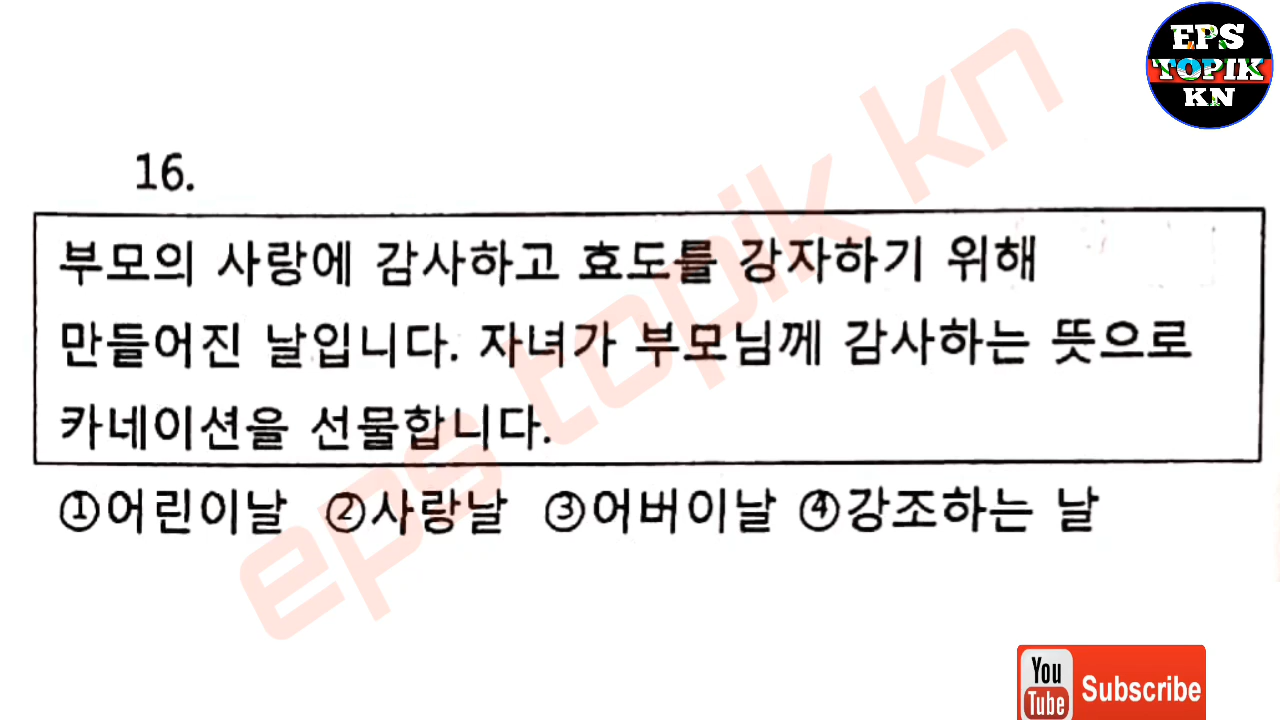 EPS
TOPIK
KN
16.
부모의 사랑에 감사하고 효도를 강자하기 위해
만들어진 날입니다. 자녀가 부모님께 감사하는 뜻으로
카네이션을 선물합니다.
①어린이날 ②사랑날 ③어버이날 ④강조하는 날
eps topik kn
You
Tube Subscribe